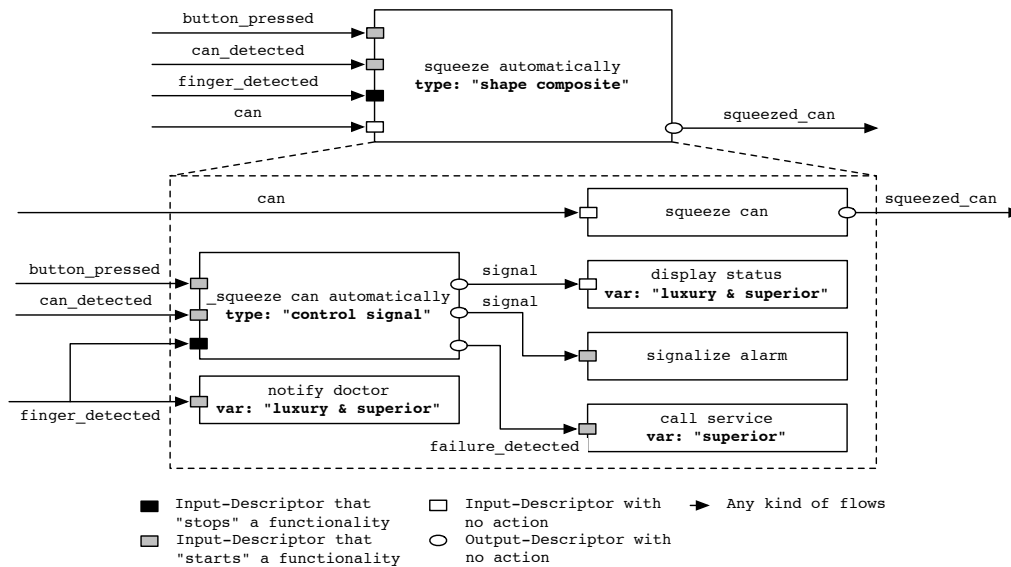 button_pressed
can_detected
finger_detected
can
squeeze automatically
type: "shape composite"
squeezed_can
can
squeeze can
squeezed_can
button_pressed
can_detected
_squeeze can automatically
type: "control signal"
signal
signal
display status
var: "luxury & superior"
signalize alarm
finger_detected
notify doctor
var: "luxury & superior"
failure_detected
call service
var: "superior"
Input-Descriptor that
"stops" a functionality
Input-Descriptor that
"starts" a functionality
Input-Descriptor with
no action
Output-Descriptor with
no action
Any kind of flows